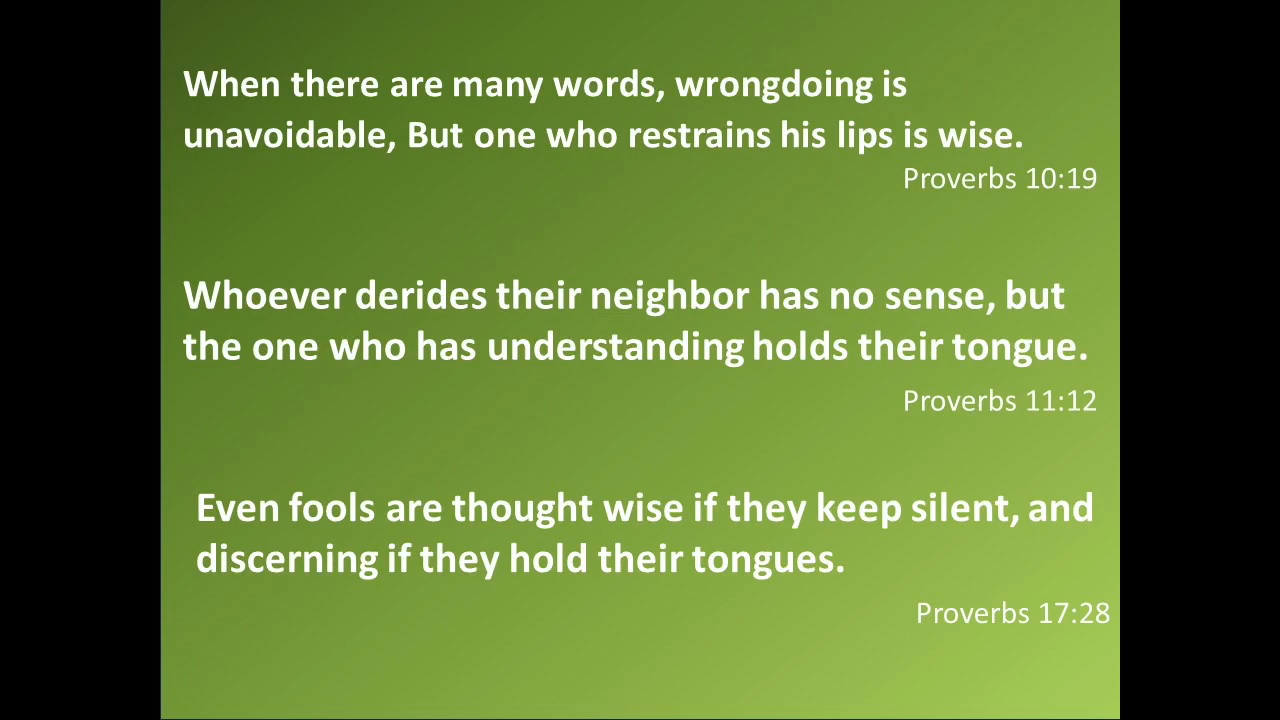 When there are many words, wrongdoing is
unavoidable, But one who restrains his lips is wise.
Proverbs 10:19
Whoever derides their neighbor has no sense, but
the one who has understanding holds their tongue.
Proverbs 11:12
Even fools are thought wise if they keep silent, and
discerning if they hold their tongues.
Proverbs 17:28